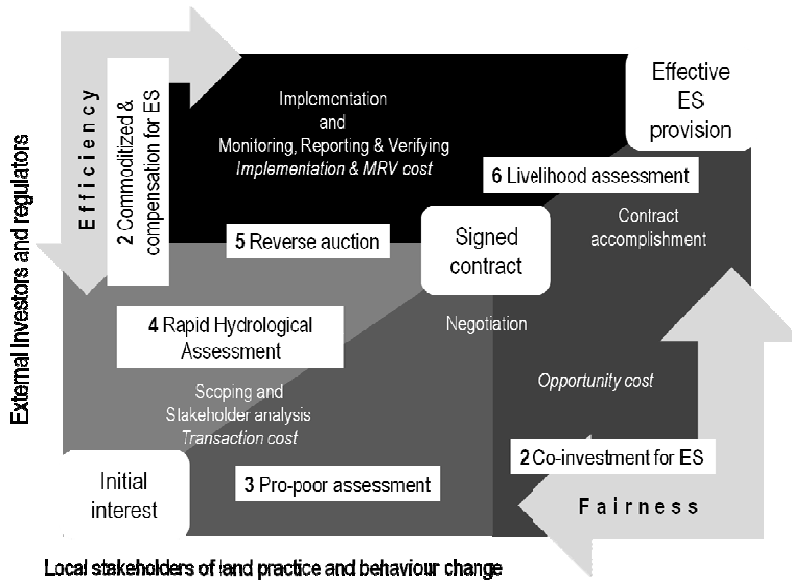 Effective
ES
provision
Implementation
and
Monitoring, Reporting & Verifying
Implementation & MRV cost
Efficiency
2 Commoditized &
compensation for ES
External Investors and regulators
6 Livelihood assessment
Contract
accomplishment
5 Reverse auction
Signed
contract
4 Rapid Hydrological
Assessment
Negotiation
Scoping and
Stakeholder analysis
Transaction cost
Opportunity cost
2 Co-investment for ES
3 Pro-poor assessment
Initial
interest
Fairness
Local stakeholders of land practice and behaviour change